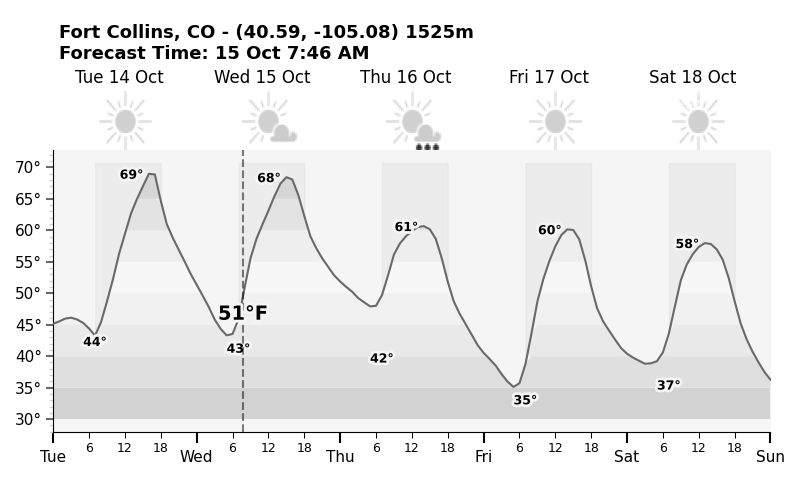 Fort Collins, CO - (40.59, -105.08) 1525m
Forecast Time: 15 Oct 7:46 AM
Tue 14 Oct Wed 15 Oct Thu 16 Oct Fri 17 Oct Sat 18 Oct
70°
69° 68°
65°
61° 60°
60°
58°
55°
50°
51°F
45°
44° 43°
42°
40°
37°
35°
35°
30°
6 12 18 6 12 18 6 12 18 6 12 18 6 12 18
Tue Wed Thu Fri Sat Sun